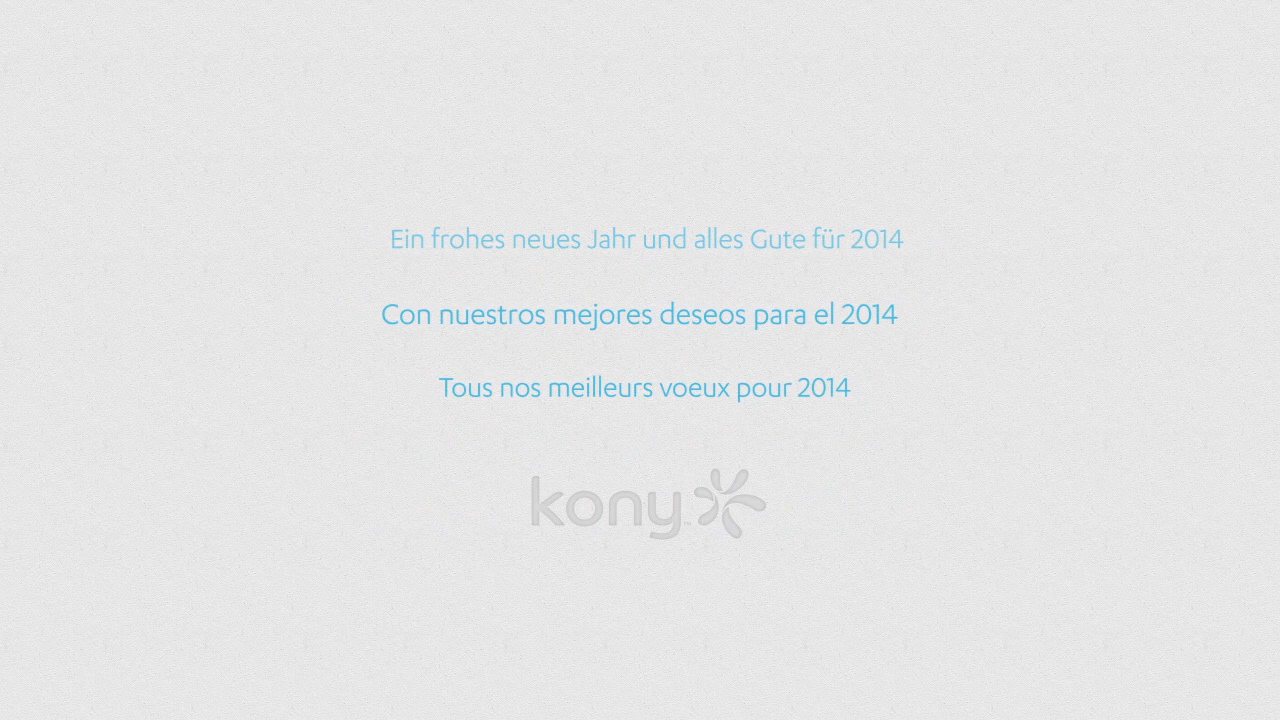 Ein frohes neues Jahr und alles Gute für 2014
Con nuestros mejores deseos para el 2014
Tous nos meilleurs voeux pour 2014
kony™